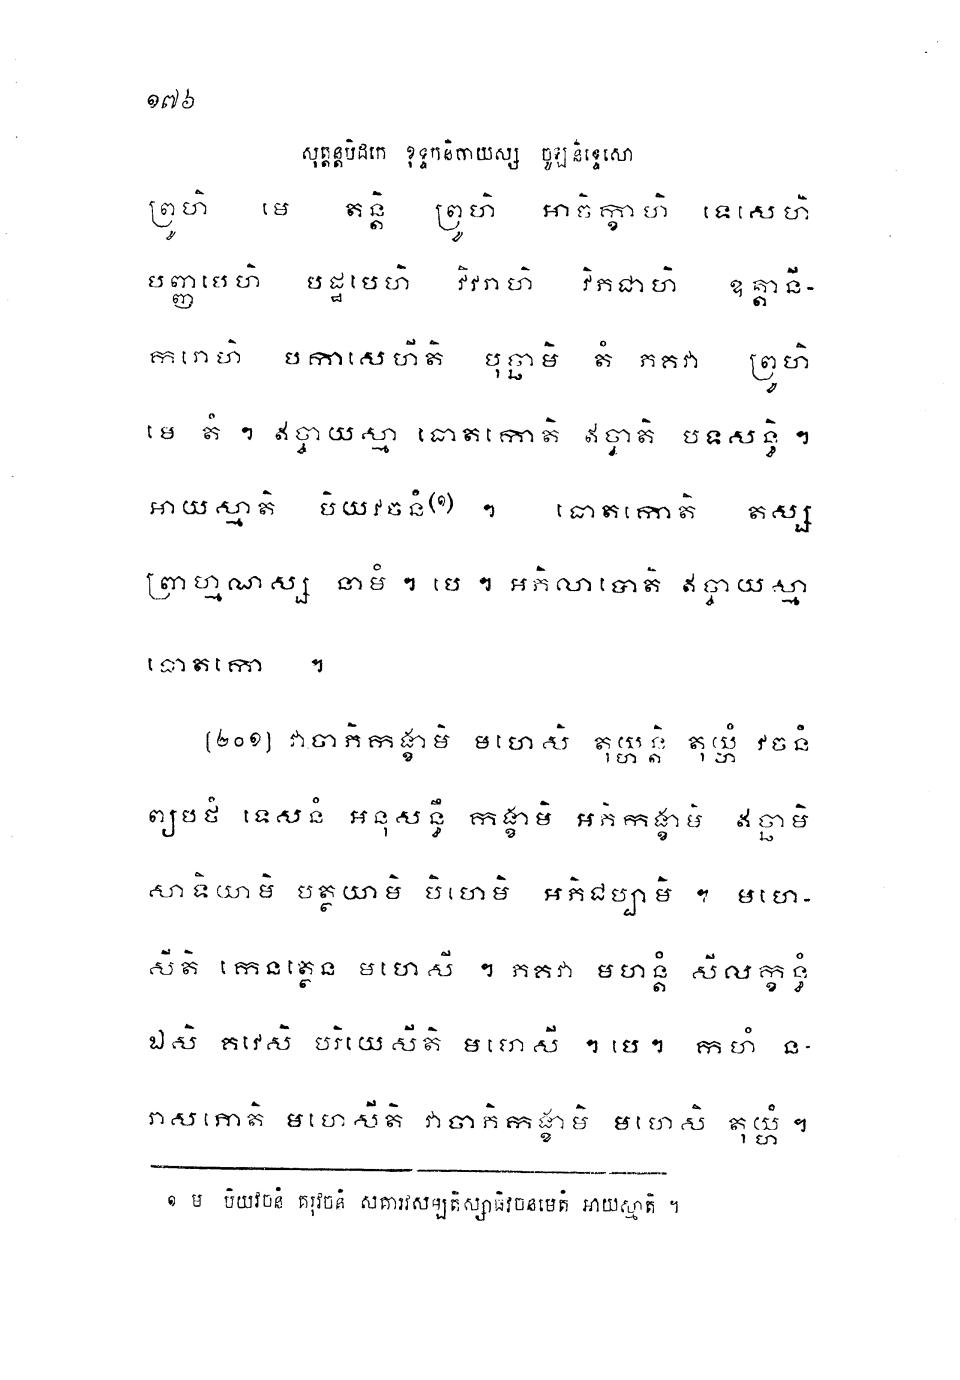 ១៧៦
សុត្តន្តបិដកេ ខុទ្ទកនិកាយស្ស ចូឡនិទ្ទេសោ
ព្រូហិ មេ តន្តិ ព្រូហិ អាចិក្ខាហិ ទេសេហិ
បញ្ញាបេហិ បដ្ឋបេហិ វិវរាហិ វិភជាហិ ឧត្តានី-
ករោហិ បកាសេហីតិ បុច្ឆាមិ តំ ភគវា ព្រូហិ
មេ តំ ។ ឥច្ចាយស្មា ធោតកោតិ ឥច្ចាតិ បទសន្ធិ ។
អាយស្មាតិ បិយវចនំ(១) ។ ធោតកោតិ តស្ស
ព្រាហ្មណស្ស នាមំ ។ បេ ។ អភិលាបោតិ ឥច្ចាយស្មា
ធោតកោ ។
(២០១) វាចាភិកង្ខាមិ មហេសិ តុយ្ហន្តិ តុយ្ហំ វចនំ
ព្យបថំ ទេសនំ អនុសន្ធឹ កង្ខាមិ អភិកង្ខាមិ ឥច្ឆាមិ
សាទិយាមិ បត្ថយាមិ បិហេមិ អភិជប្បាមិ ។ មហេ-
សីតិ កេនត្ថេន មហេសី ។ ភគវា មហន្តំ សីលក្ខន្ធំ
ឯសិ គវេសិ បរិយេសីតិ មហេសី ។ បេ ។ កហំ ន-
រាសភោតិ មហេសីតិ វាចាភិកង្ខាមិ មហេសិ តុយ្ហំ ។
១ ម បិយវចនំ គរុវចនំ សគារវសប្បតិស្សាធិវចនមេតំ អាយស្មាតិ ។